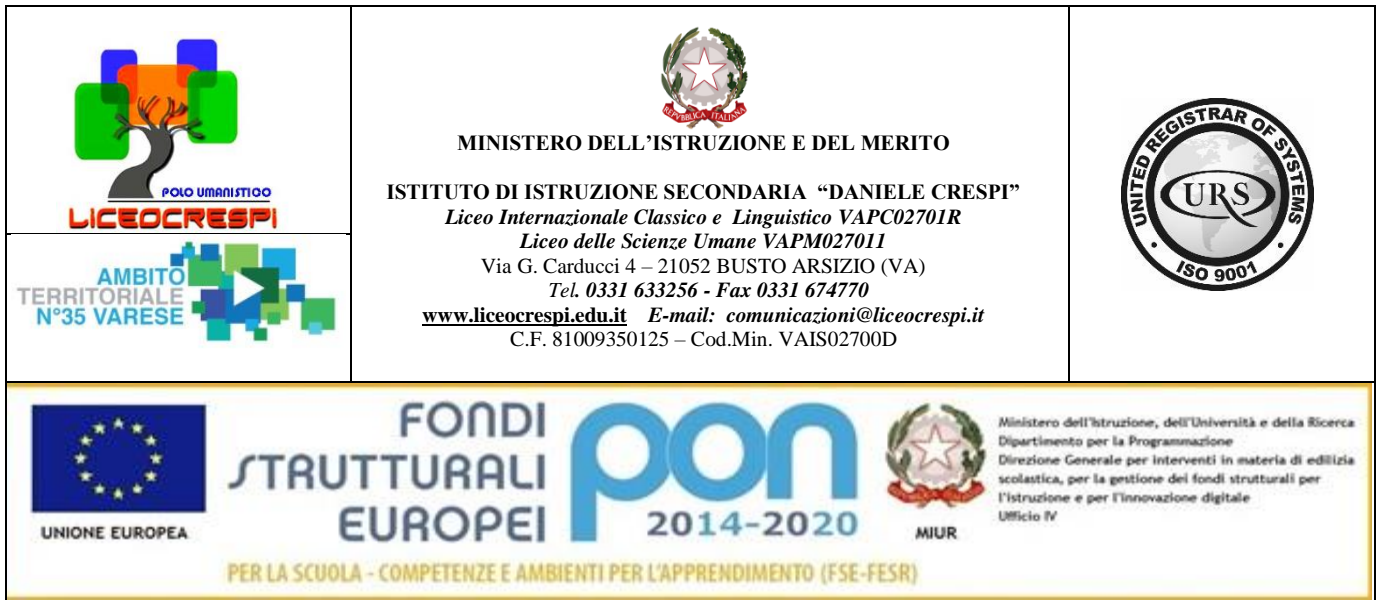 POLO UMANISTICO
LICEOCRESPI
AMBITO
TERRITORIALE
N°35 VARESE
REPVBBLICA ITALIANA
MINISTERO DELL’ISTRUZIONE E DEL MERITO
ISTITUTO DI ISTRUZIONE SECONDARIA “DANIELE CRESPI”
Liceo Internazionale Classico e Linguistico VAPC02701R
Liceo delle Scienze Umane VAPM027011
Via G. Carducci 4 – 21052 BUSTO ARSIZIO (VA)
Tel. 0331 633256 - Fax 0331 674770
www.liceocrespi.edu.it E-mail: comunicazioni@liceocrespi.it
C.F. 81009350125 – Cod.Min. VAIS02700D
UNITED REGISTRAR OF SYSTEMS
URS
ISO 9001
UNIONE EUROPEA
FONDI
STRUTTURALI
EUROPEI
pon
2014-2020
MIUR
Ministero dell'Istruzione, dell'Università e della Ricerca
Dipartimento per la Programmazione
Direzione Generale per interventi in materia di edilizia
scolastica, per la gestione dei fondi strutturali per
l'istruzione e per l'innovazione digitale
Ufficio IV
PER LA SCUOLA - COMPETENZE E AMBIENTI PER L'APPRENDIMENTO (FSE-FESR)